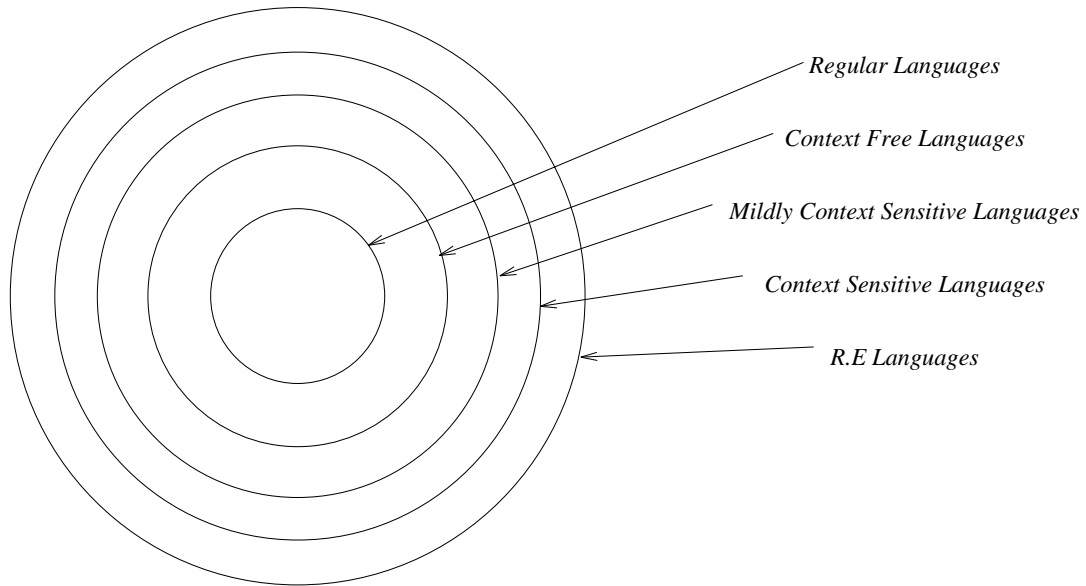 Regular Languages
Context Free Languages
Mildly Context Sensitive Languages
Context Sensitive Languages
R.E Languages